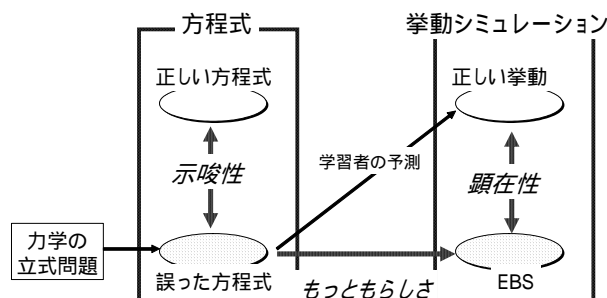 方程式
挙動シミュレーション
正しい方程式
正しい挙動
学習者の予測
示唆性
顕在性
力学の
立式問題
誤った方程式
もっともらしさ
EBS